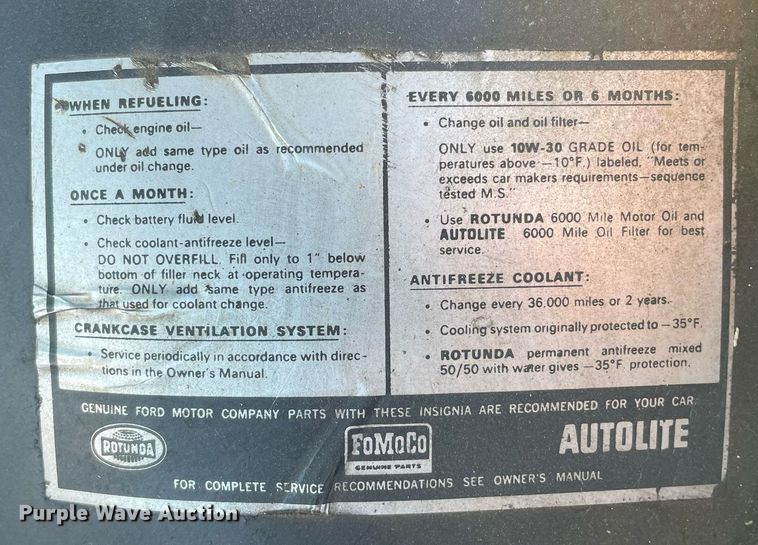 WHEN REFUELING:
• Check engine oil—
ONLY add same type oil as recommended
under oil change.
ONCE A MONTH:
• Check battery fluid level.
• Check coolant-antifreeze level—
DO NOT OVERFILL. Fill only to 1" below
bottom of filler neck at operating tempera-
ture. ONLY add same type antifreeze as
that used for coolant change.
CRANKCASE VENTILATION SYSTEM:
• Service periodically in accordance with direc-
tions in the Owner's Manual.
EVERY 6000 MILES OR 6 MONTHS:
• Change oil and oil filter—
ONLY use 10W-30 GRADE OIL (for tem-
peratures above —10°F.) labeled, "Meets or
exceeds car makers requirements—sequence
tested M.S."
• Use ROTUNDA 6000 Mile Motor Oil and
AUTOLITE 6000 Mile Oil Filter for best
service.
ANTIFREEZE COOLANT:
• Change every 36,000 miles or 2 years.
• Cooling system originally protected to —35°F.
• ROTUNDA permanent antifreeze mixed
50/50 with water gives —35°F. protection.
GENUINE FORD MOTOR COMPANY PARTS WITH THESE INSIGNIA ARE RECOMMENDED FOR YOUR CAR.
ROTUNDA
FoMoCo
GENUINE PARTS
AUTOLITE
FOR COMPLETE SERVICE RECOMMENDATIONS SEE OWNER'S MANUAL
Purple Wave Auction